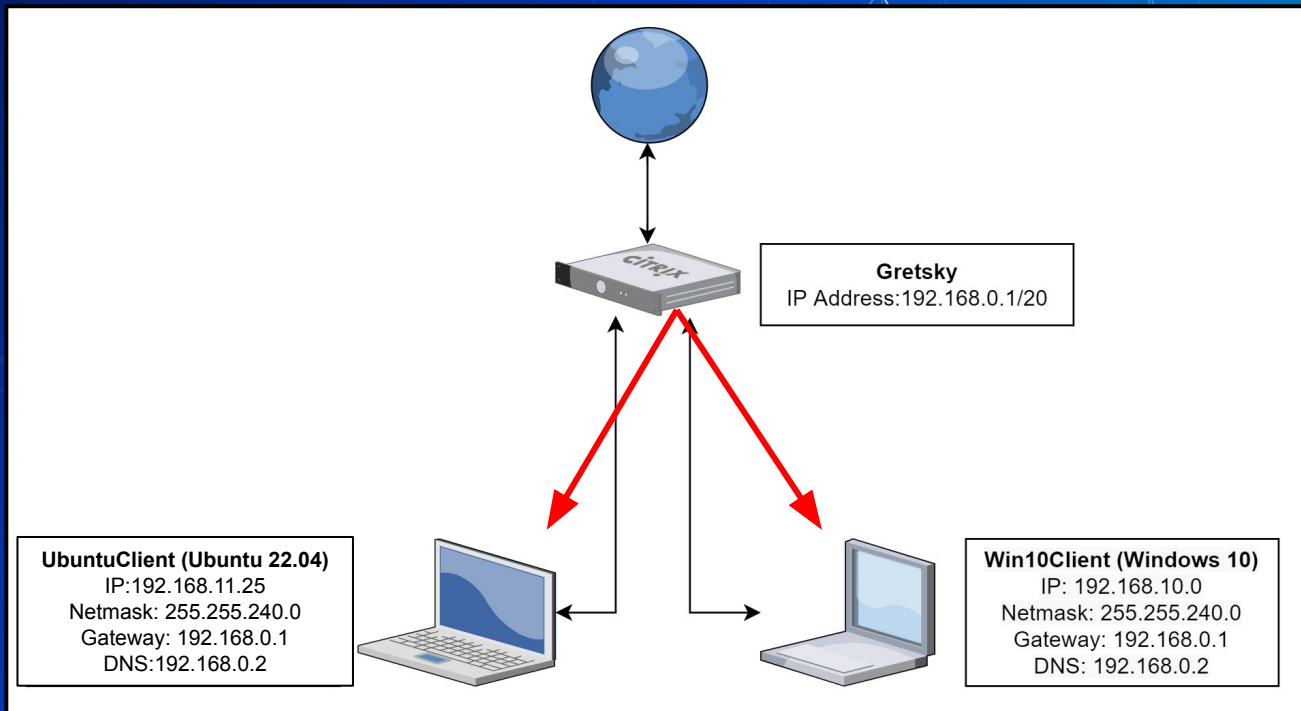 CITRIX
Gretsky
IP Address:192.168.0.1/20
UbuntuClient (Ubuntu 22.04)
IP:192.168.11.25
Netmask: 255.255.240.0
Gateway: 192.168.0.1
DNS:192.168.0.2
Win10Client (Windows 10)
IP: 192.168.10.0
Netmask: 255.255.240.0
Gateway: 192.168.0.1
DNS: 192.168.0.2